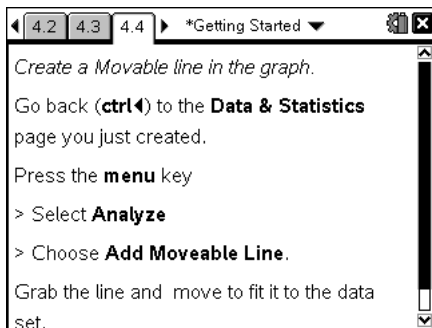 4.2 4.3 4.4 *Getting Started
Create a Movable line in the graph.
Go back (ctrl◀) to the Data & Statistics
page you just created.
Press the menu key
> Select Analyze
> Choose Add Moveable Line.
Grab the line and move to fit it to the data
set.